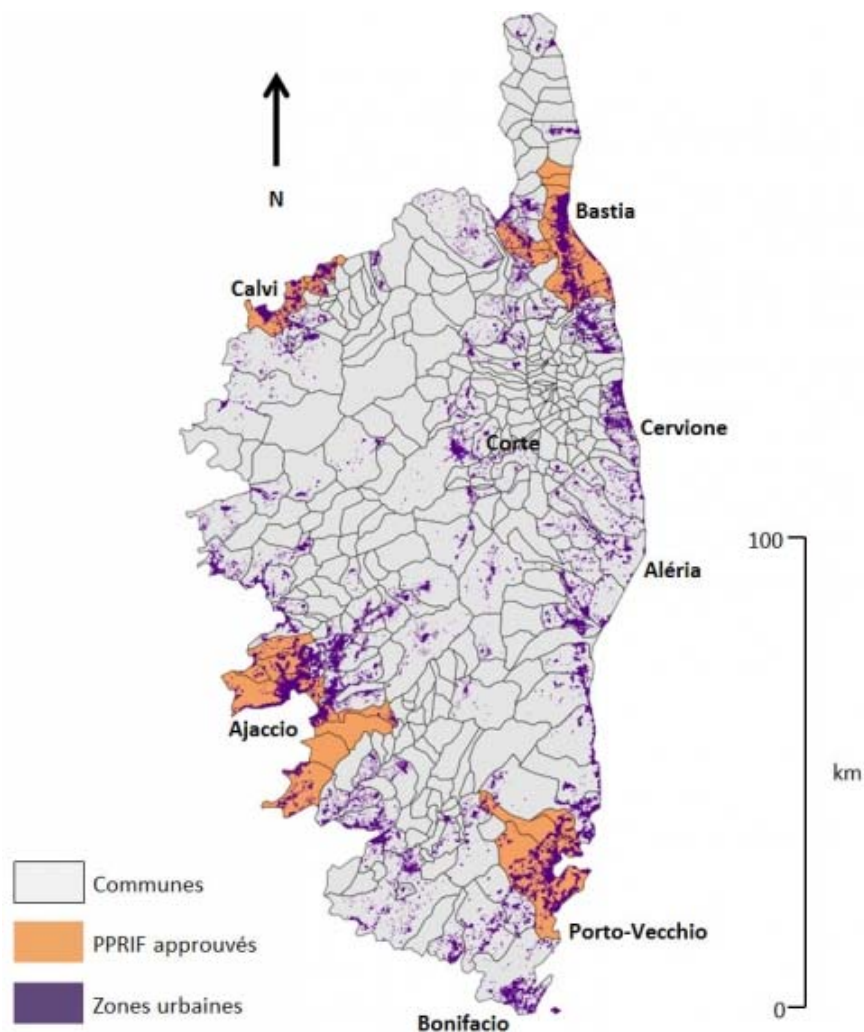 N
Bastia
Calvi
Cervione
Corte
100
Aléria
Ajaccio
km
Communes
PPRIF approuvés
Porto-Vecchio
Zones urbaines
0
Bonifacio